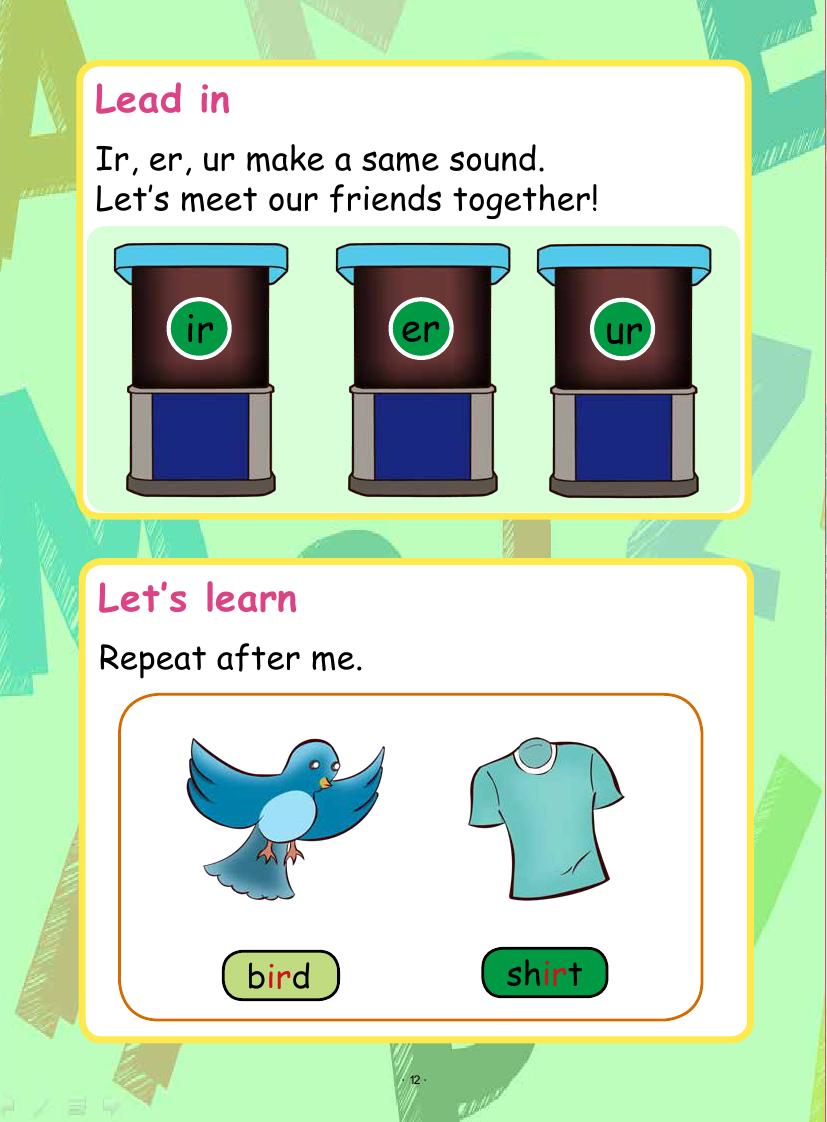 Lead in
Ir, er, ur make a same sound.
Let's meet our friends together!
ir
er
ur
Let's learn
Repeat after me.
bird
shirt
· 12 ·